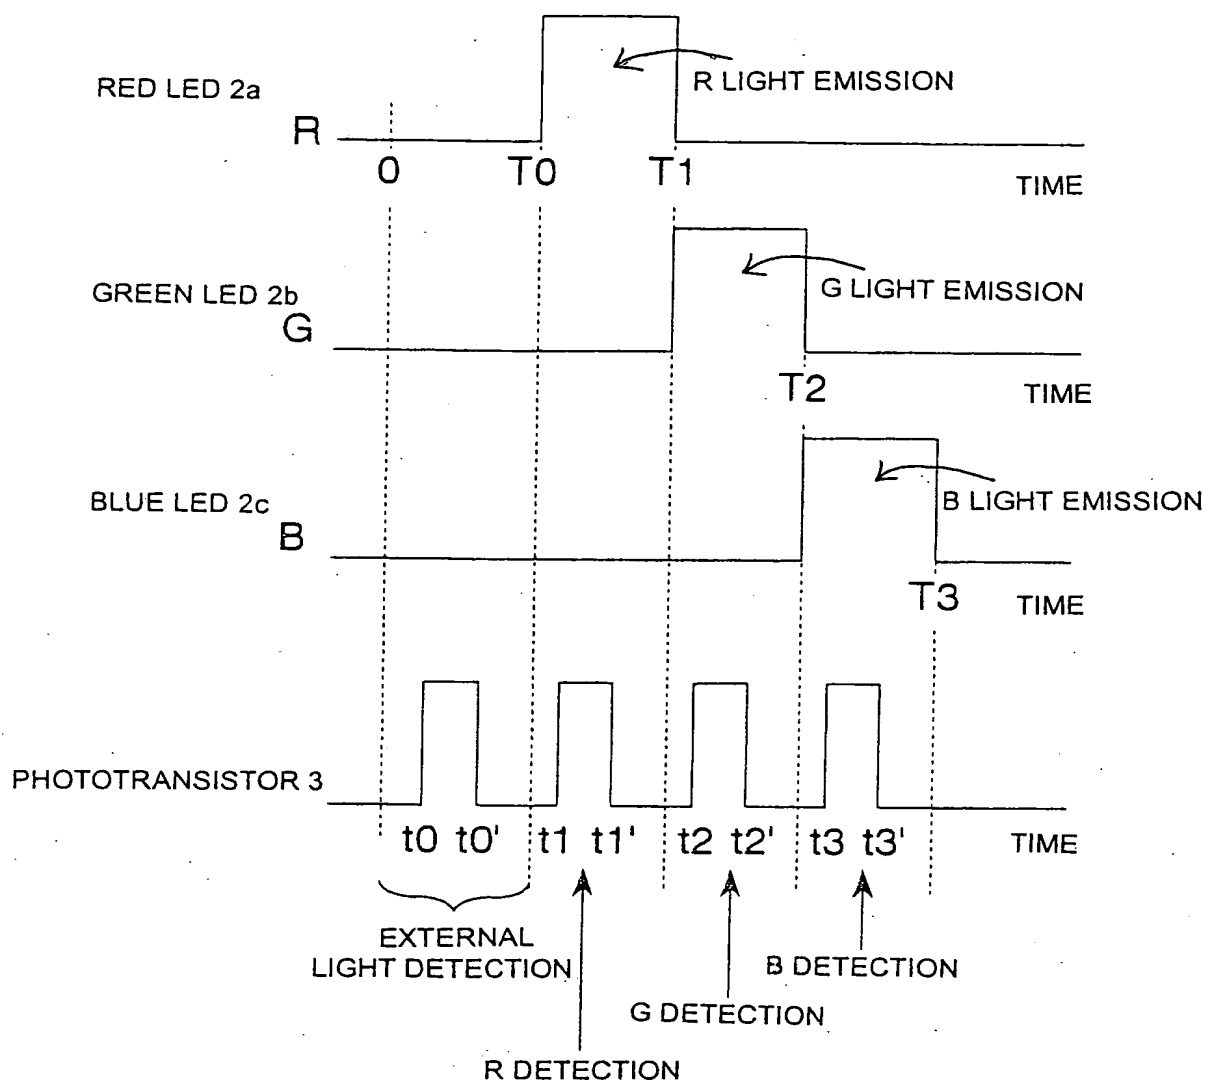 RED LED 2a
R LIGHT EMISSION
R
0
T0
T1
TIME
GREEN LED 2b
G LIGHT EMISSION
G
T2
TIME
BLUE LED 2c
B LIGHT EMISSION
B
T3
TIME
PHOTOTRANSISTOR 3
t0 t0' t1 t1' t2 t2' t3 t3'
TIME
EXTERNAL
LIGHT DETECTION
B DETECTION
G DETECTION
R DETECTION